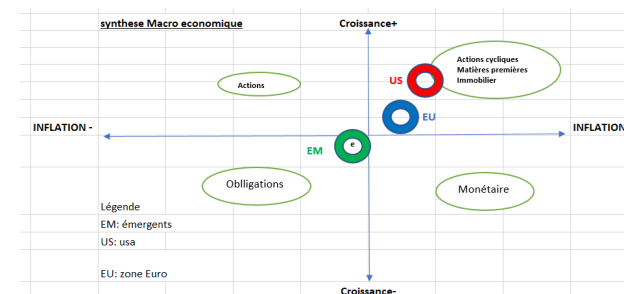 synthese Macro economique
Croissance+
Actions cycliques
Matières premières
Immobilier
US
Actions
EU
INFLATION -
INFLATION
e
EM
Oblligations
Monétaire
Légende
EM: émergents
US: usa
EU: zone Euro
Croissance-